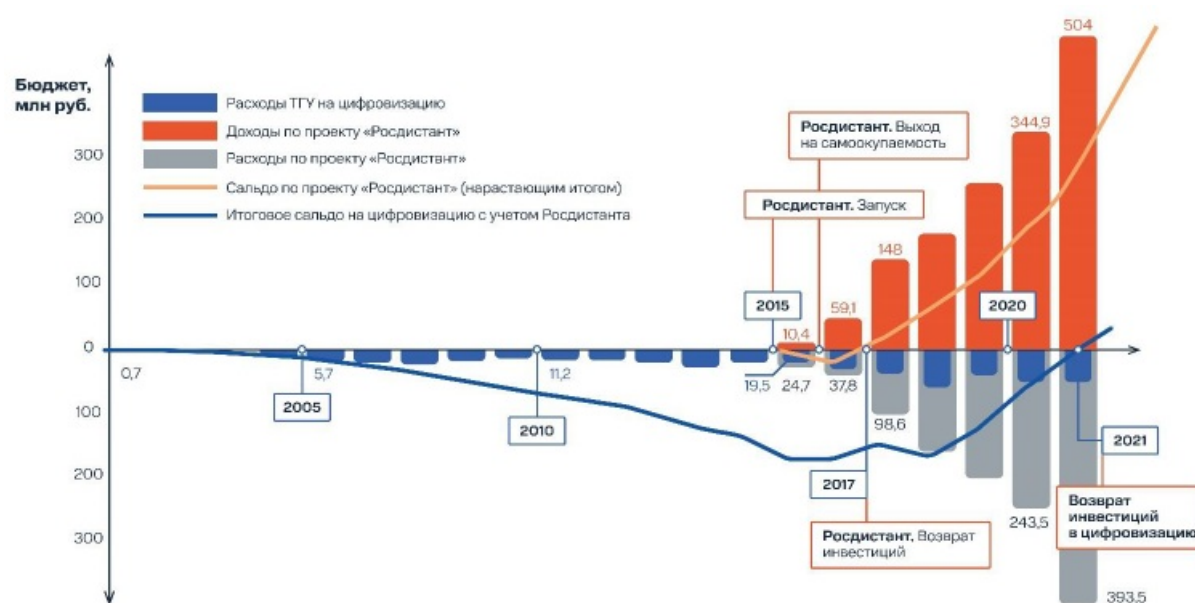 Бюджет,
млн руб.
300
200
100
0
100
200
300
Расходы ТГУ на цифровизацию
Доходы по проекту «Росдистант»
Расходы по проекту «Росдиствнт»
Сальдо по проекту «Росдистант» (нарастающим итогом)
Итоговое сальдо на цифровизацию с учетом Росдистанта
Росдистант. Выход
на самоокупаемость
Росдистант. Запуск
504
344,9
148
59,1
10,4
2015
2020
0,7
5,7
11,2
19,5
24,7
37,8
98,6
243,5
393.5
2005
2010
2017
2021
Росдистант. Возврат
инвестиций
Возврат
инвестиций
в цифровизацию